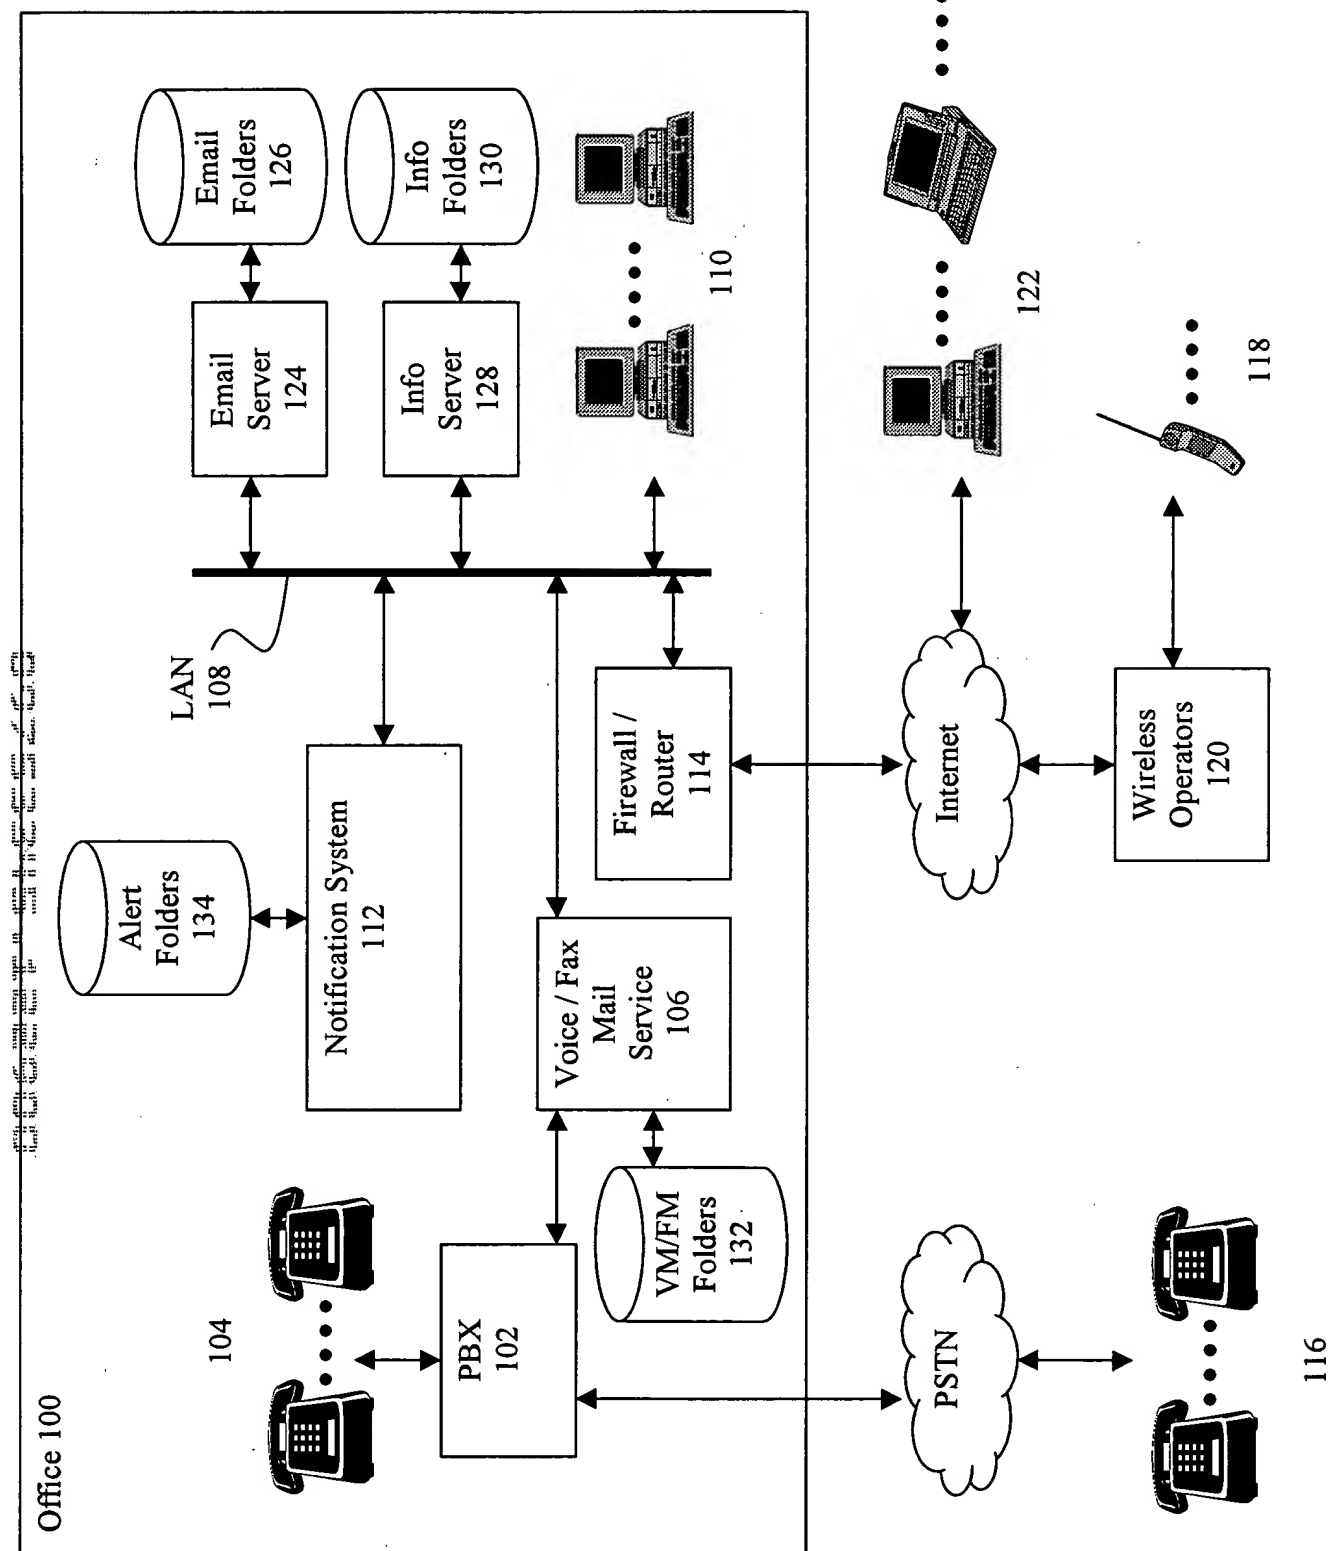 Office 100
104
PBX
102
VM/FM
Folders
132
PSTN
116
Alert
Folders
134
Notification System
112
Voice / Fax
Mail
Service
106
LAN
108
Firewall /
Router
114
Internet
Wireless
Operators
120
Email
Server
124
Info
Server
128
Email
Folders
126
Info
Folders
130
110
122
118